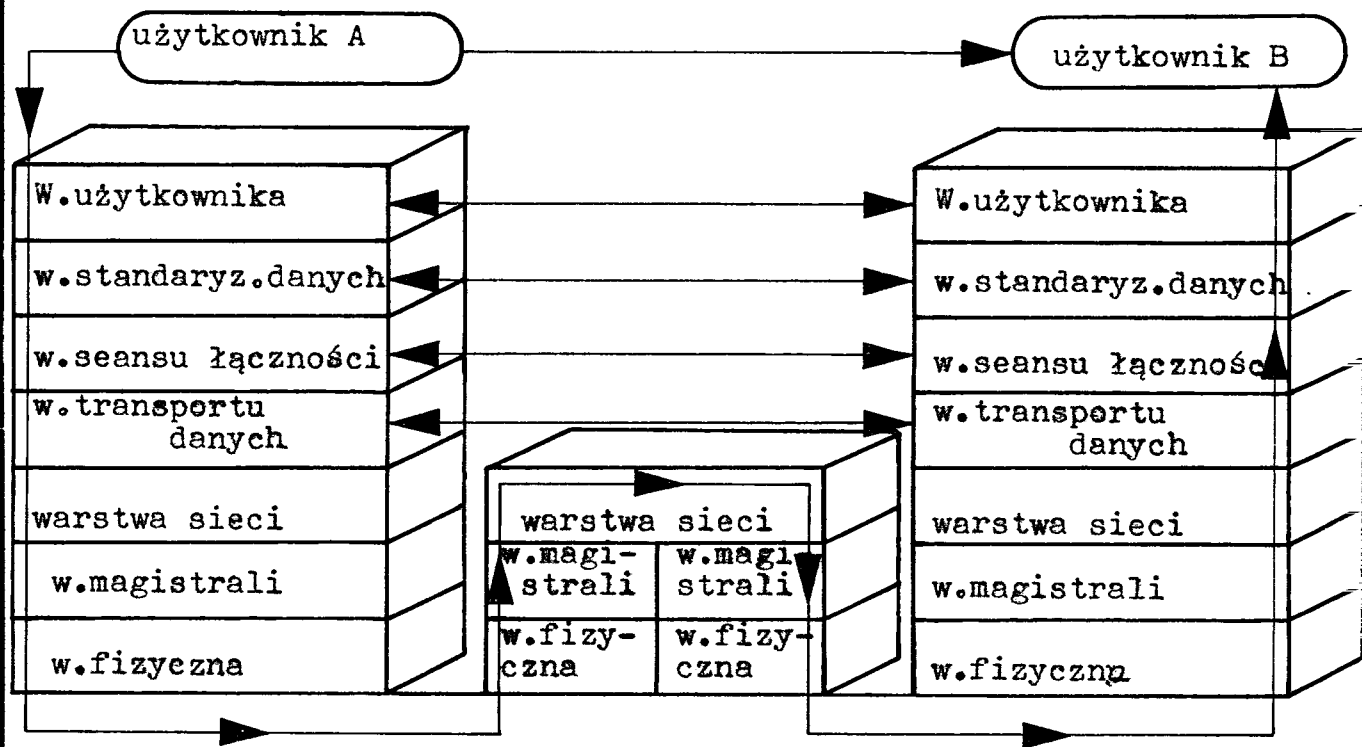 użytkownik A
użytkownik B
W.użytkownika
w.standaryz.danych
w.seansu łączności
w.transportu
danych
warstwa sieci
w.magistrali
w.fizyczna
warstwa sieci
w.magi-
strali
w.magi
strali
w.fizy-
czna
w.fizy-
czna
W.użytkownika
w.standaryz.danych
w.seansu łącznośc
w.transportu
danych
warstwa sieci
w.magistrali
w.fizyczna